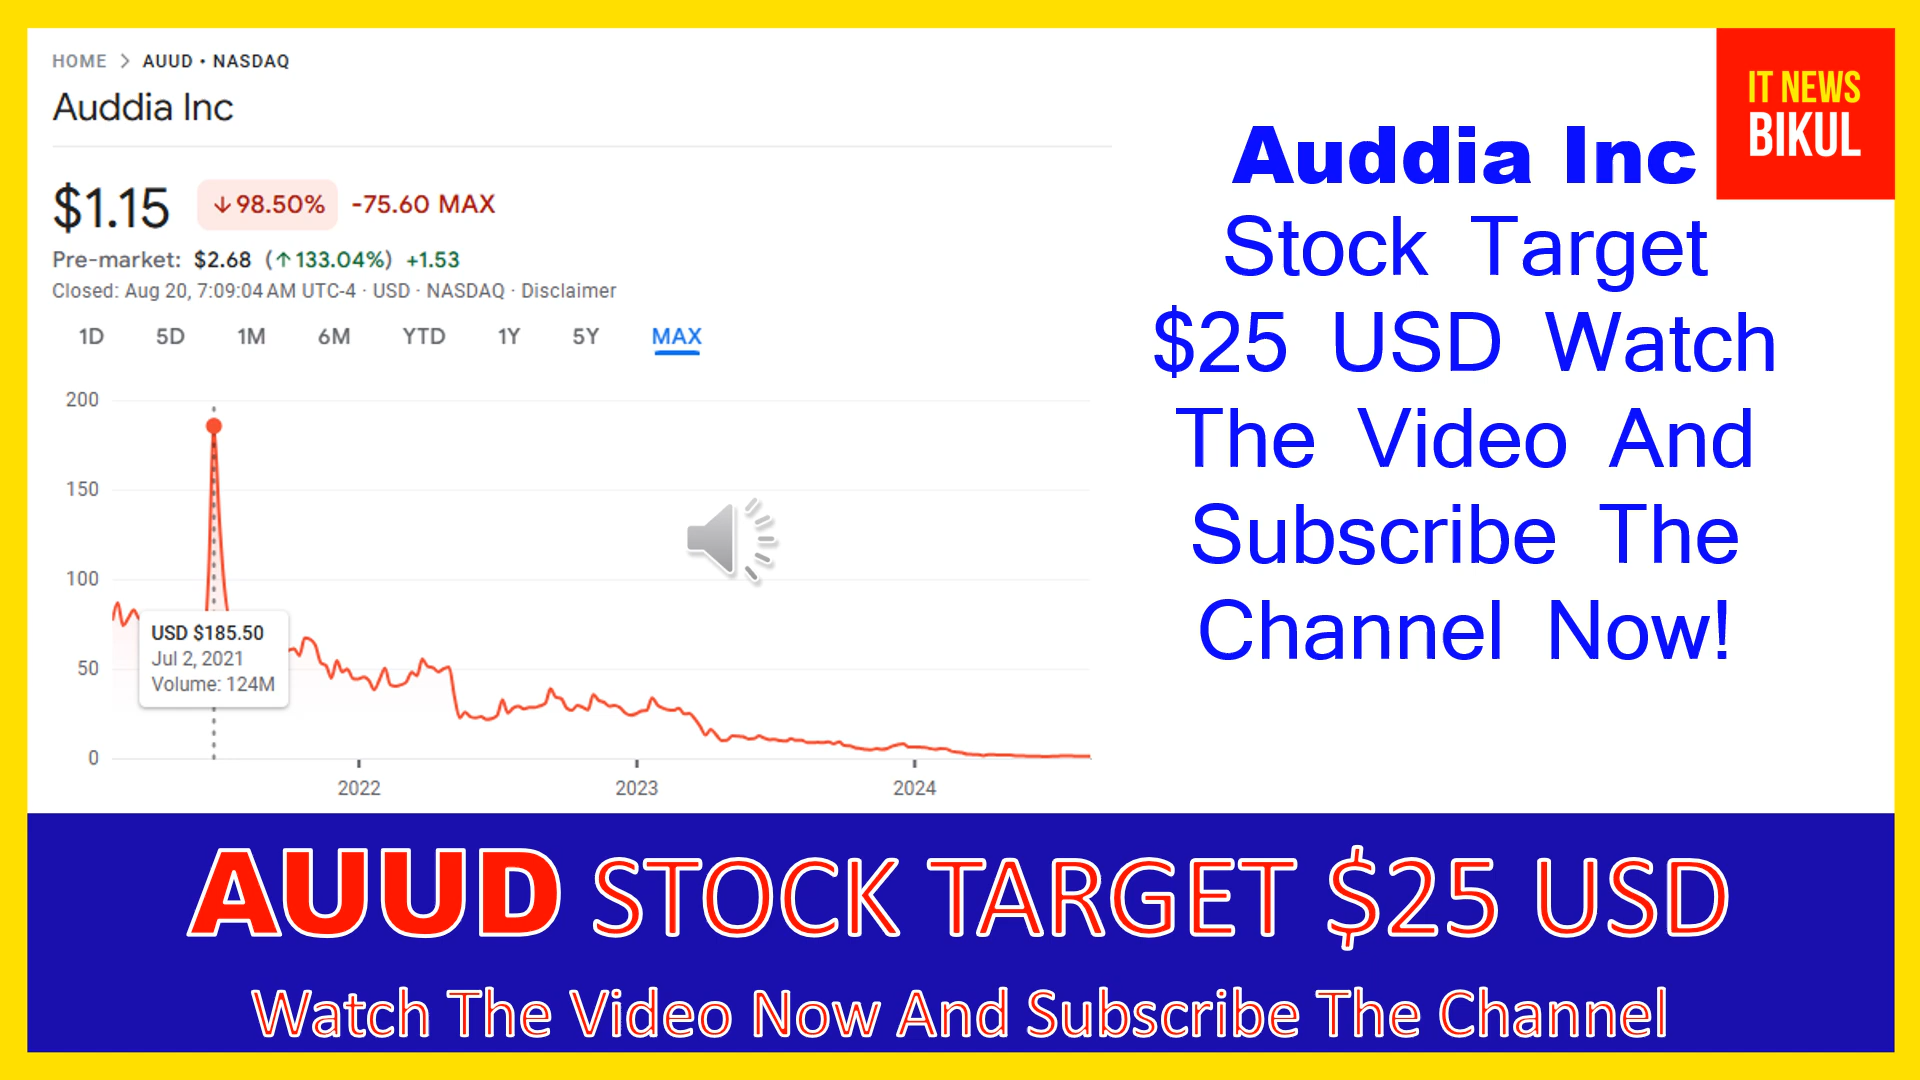 HOME > AUUD • NASDAQ
Auddia Inc
$1.15 ↓98.50% -75.60 MAX
Pre-market: $2.68 (↑133.04%) +1.53
Closed: Aug 20, 7:09:04 AM UTC-4 · USD · NASDAQ · Disclaimer
1D 5D 1M 6M YTD 1Y 5Y MAX
200
150
100
50
0
USD $185.50
Jul 2, 2021
Volume: 124M
2022 2023 2024
IT NEWS
BIKUL
Auddia Inc
Stock Target
$25 USD Watch
The Video And
Subscribe The
Channel Now!
AUUD STOCK TARGET $25 USD
Watch The Video Now And Subscribe The Channel